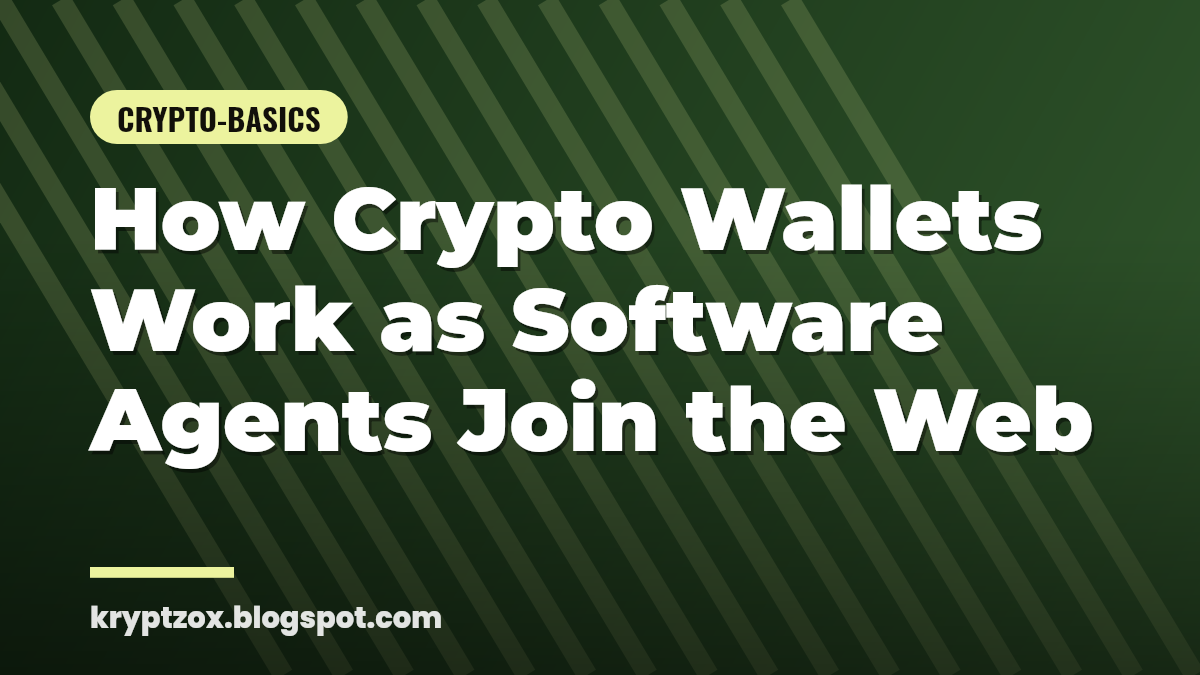 CRYPTO-BASICS
How Crypto Wallets
Work as Software
Agents Join the Web
kryptzox.blogspot.com